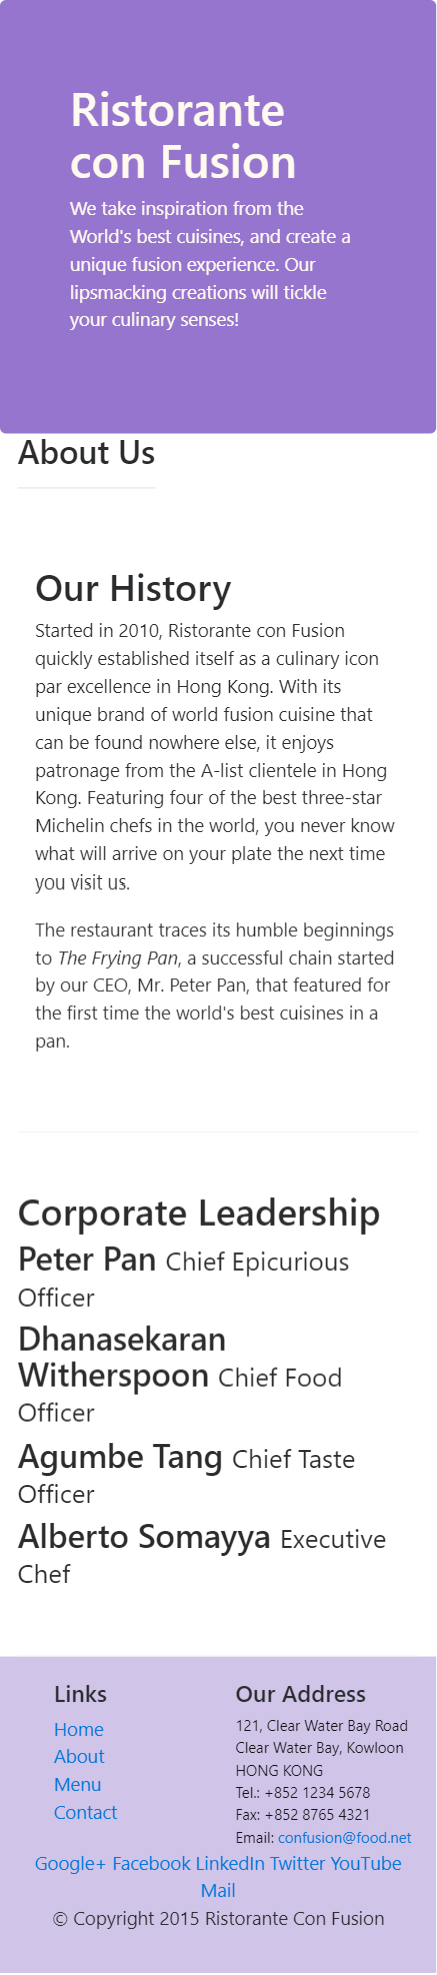 Ristorante
con Fusion
We take inspiration from the
World's best cuisines, and create a
unique fusion experience. Our
lipsmacking creations will tickle
your culinary senses!
About Us
Our History
Started in 2010, Ristorante con Fusion
quickly established itself as a culinary icon
par excellence in Hong Kong. With its
unique brand of world fusion cuisine that
can be found nowhere else, it enjoys
patronage from the A-list clientele in Hong
Kong. Featuring four of the best three-star
Michelin chefs in the world, you never know
what will arrive on your plate the next time
you visit us.
The restaurant traces its humble beginnings
to The Frying Pan, a successful chain started
by our CEO, Mr. Peter Pan, that featured for
the first time the world's best cuisines in a
pan.
Corporate Leadership
Peter Pan Chief Epicurious
Officer
Dhanasekaran
Witherspoon Chief Food
Officer
Agumbe Tang Chief Taste
Officer
Alberto Somayya Executive
Chef
Links
Home
About
Menu
Contact
Our Address
121, Clear Water Bay Road
Clear Water Bay, Kowloon
HONG KONG
Tel.: +852 1234 5678
Fax: +852 8765 4321
Email: confusion@food.net
Google+ Facebook LinkedIn Twitter YouTube
Mail
© Copyright 2015 Ristorante Con Fusion